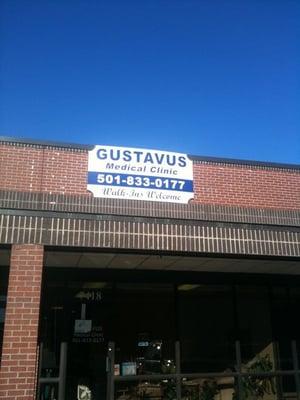 GUSTAVUS
Medical Clinic
501-833-0177
Walk-Ins Welcome